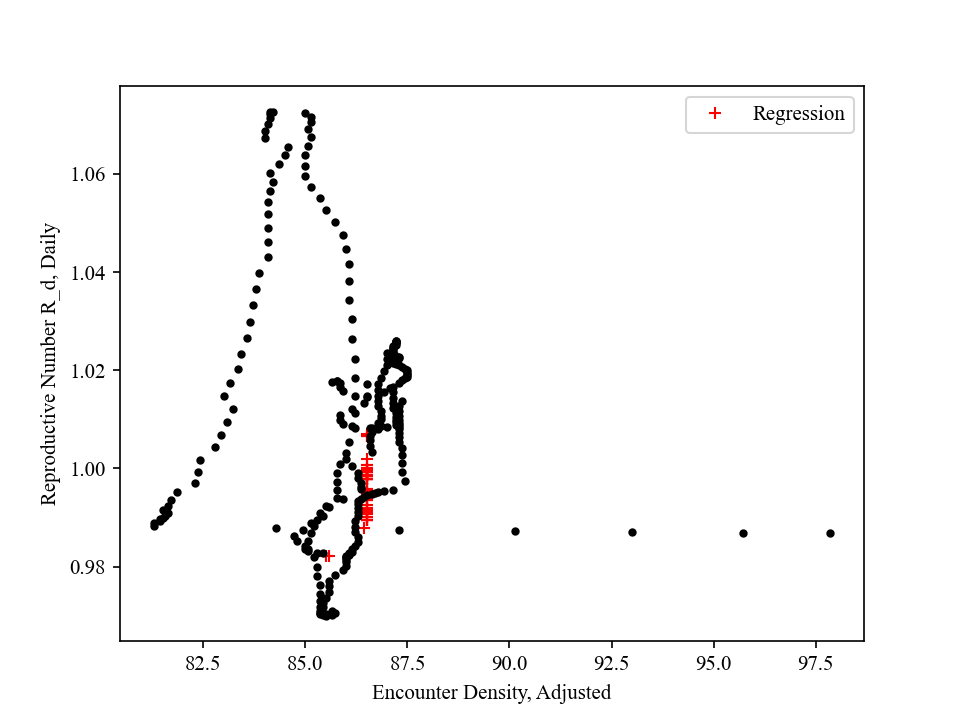 Regression
1.06
1.04
1.02
1.00
0.98
Reproductive Number R_d, Daily
82.5 85.0 87.5 90.0 92.5 95.0 97.5
Encounter Density, Adjusted